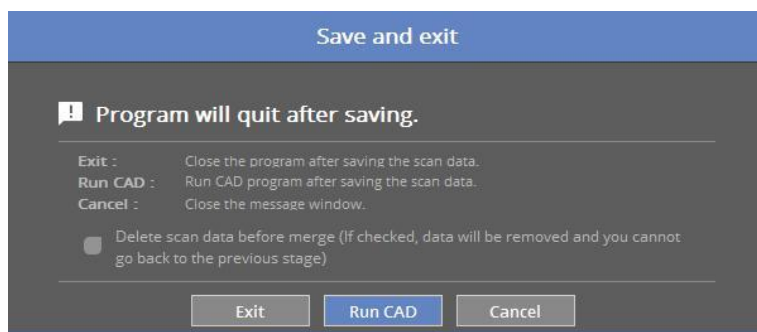 Save and exit
! Program will quit after saving.
Exit : Close the program after saving the scan data.
Run CAD : Run CAD program after saving the scan data.
Cancel : Close the message window.
Delete scan data before merge (If checked, data will be removed and you cannot
go back to the previous stage)
Exit Run CAD Cancel